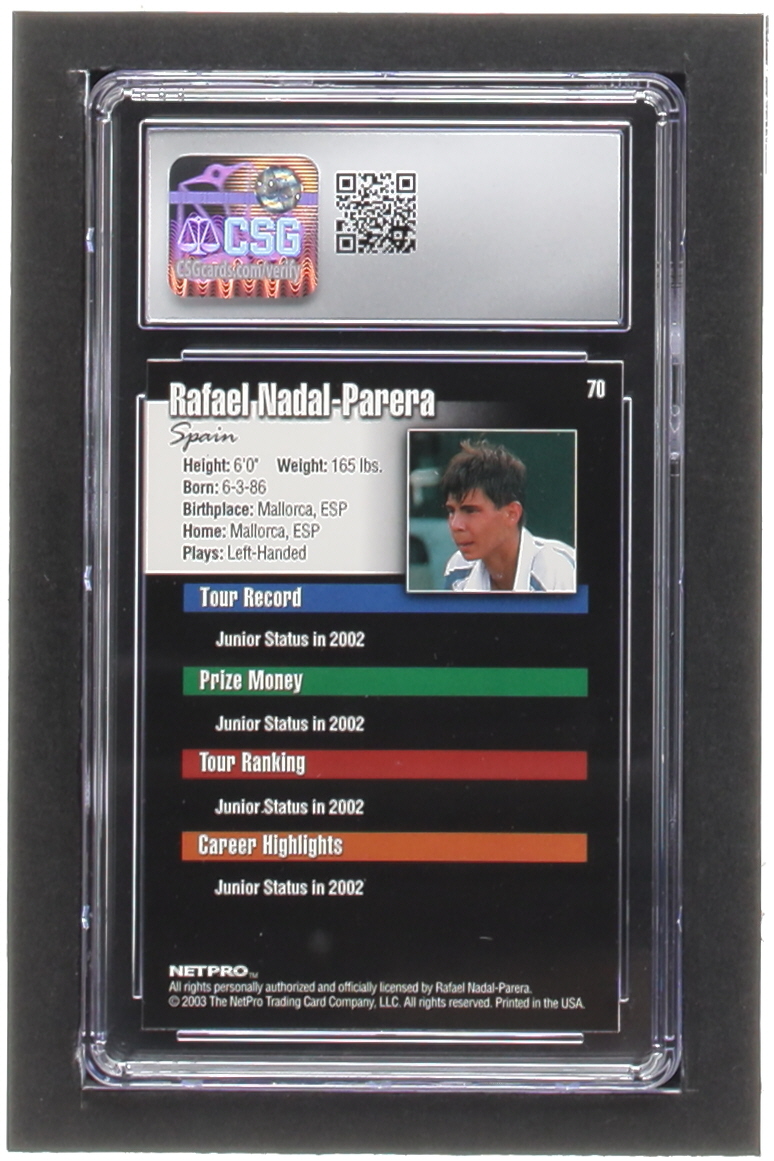 CSG
CSGcards.com/verify
Rafael Nadal-Parera
70
Spain
Height: 6'0" Weight: 165 lbs.
Born: 6-3-86
Birthplace: Mallorca, ESP
Home: Mallorca, ESP
Plays: Left-Handed
Tour Record
Junior Status in 2002
Prize Money
Junior Status in 2002
Tour Ranking
Junior Status in 2002
Career Highlights
Junior Status in 2002
NETPRO™
All rights personally authorized and officially licensed by Rafael Nadal-Parera.
© 2003 The NetPro Trading Card Company, LLC. All rights reserved. Printed in the USA.